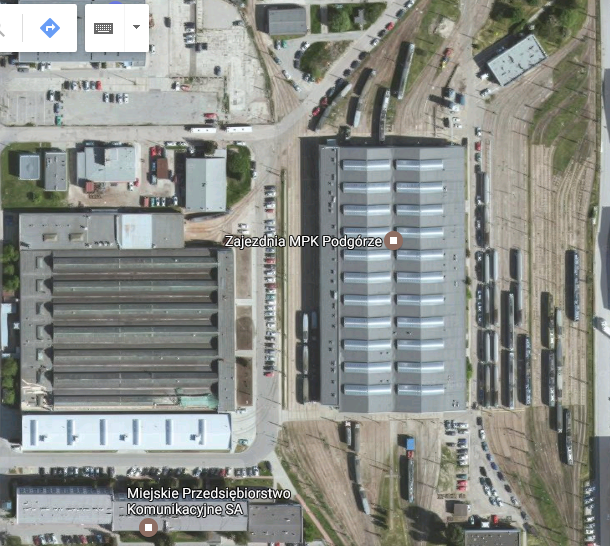 Zajezdnia MPK Podgórze
Miejskie Przedsiębiorstwo
Komunikacyjne SA